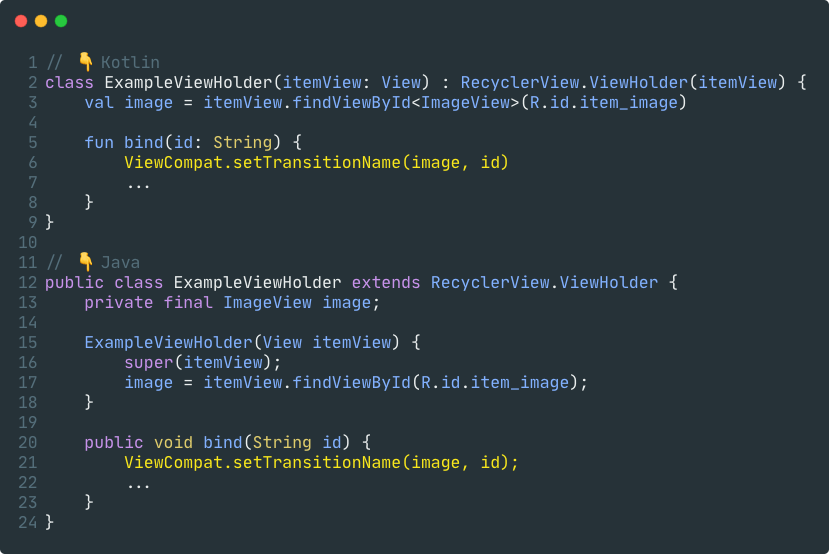 1 // 👇 Kotlin
2 class ExampleViewHolder(itemView: View) : RecyclerView.ViewHolder(itemView) {
3     val image = itemView.findViewById<ImageView>(R.id.item_image)
4
5     fun bind(id: String) {
6         ViewCompat.setTransitionName(image, id)
7         ...
8     }
9 }
10
11 // 👇 Java
12 public class ExampleViewHolder extends RecyclerView.ViewHolder {
13     private final ImageView image;
14
15     ExampleViewHolder(View itemView) {
16         super(itemView);
17         image = itemView.findViewById(R.id.item_image);
18     }
19
20     public void bind(String id) {
21         ViewCompat.setTransitionName(image, id);
22         ...
23     }
24 }